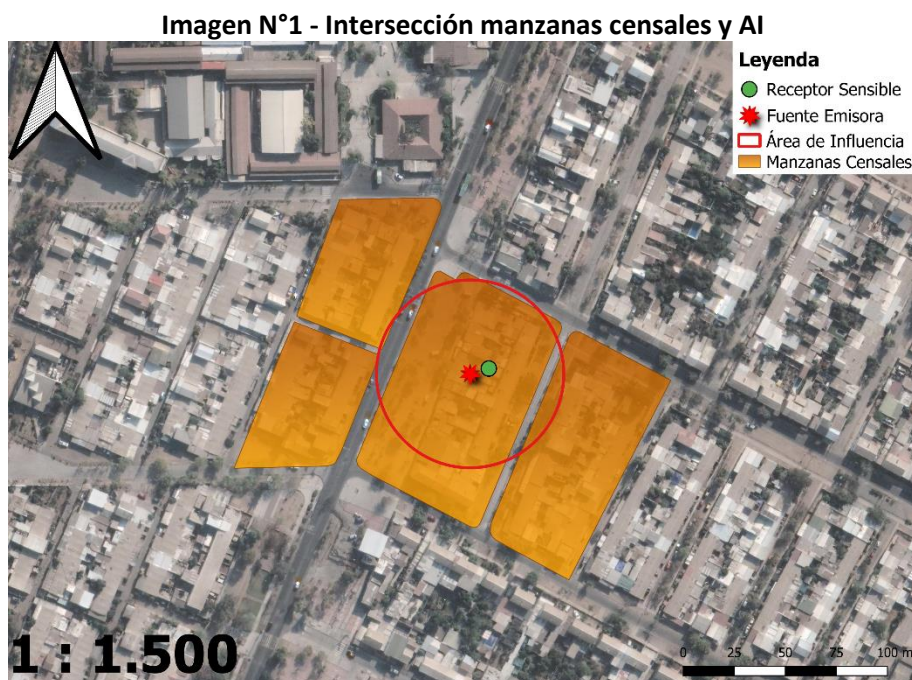 Imagen N°1 - Intersección manzanas censales y AI
Leyenda
Receptor Sensible
Fuente Emisora
Área de Influencia
Manzanas Censales
1 : 1.500
0 25 50 75 100 m